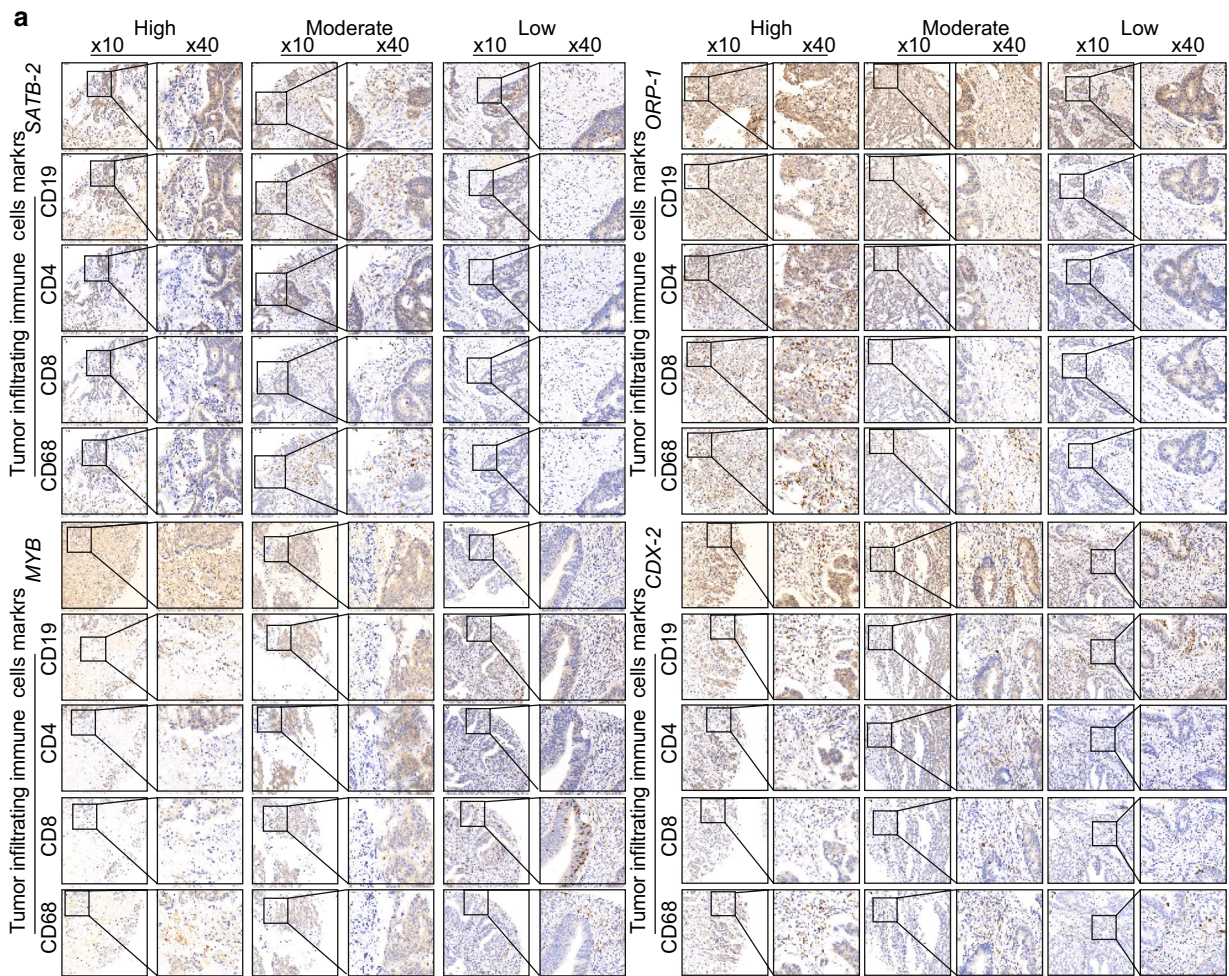 a
High Moderate Low
x10 x40 x10 x40 x10 x40
SATB-2
Tumor infiltrating immune cells markrs
CD19
CD4
CD8
CD68
MYB
Tumor infiltrating immune cells markrs
CD19
CD4
CD8
CD68
High Moderate Low
x10 x40 x10 x40 x10 x40
ORP-1
Tumor infiltrating immune cells markrs
CD19
CD4
CD8
CD68
CDX-2
Tumor infiltrating immune cells markrs
CD19
CD4
CD8
CD68